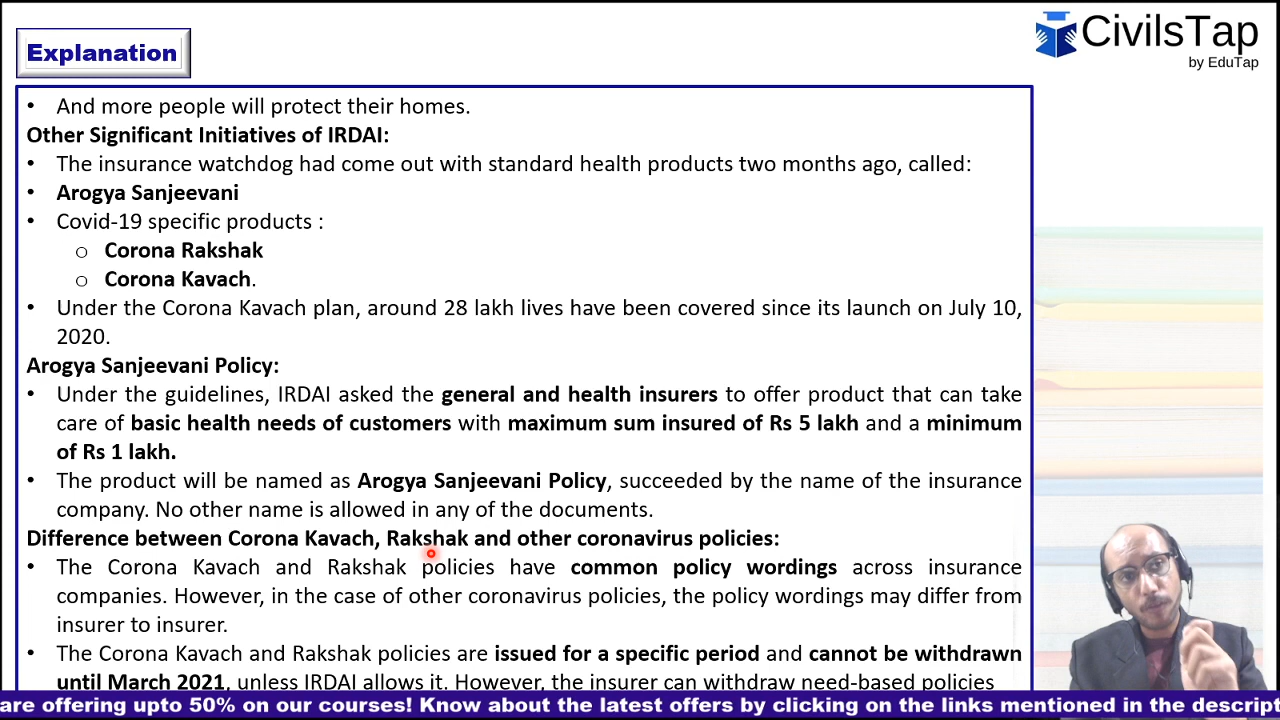 Explanation
CivilsTap
by EduTap
• And more people will protect their homes.
Other Significant Initiatives of IRDAI:
• The insurance watchdog had come out with standard health products two months ago, called:
• Arogya Sanjeevani
• Covid-19 specific products :
o Corona Rakshak
o Corona Kavach.
• Under the Corona Kavach plan, around 28 lakh lives have been covered since its launch on July 10,
2020.
Arogya Sanjeevani Policy:
• Under the guidelines, IRDAI asked the general and health insurers to offer product that can take
care of basic health needs of customers with maximum sum insured of Rs 5 lakh and a minimum
of Rs 1 lakh.
• The product will be named as Arogya Sanjeevani Policy, succeeded by the name of the insurance
company. No other name is allowed in any of the documents.
Difference between Corona Kavach, Rakshak and other coronavirus policies:
• The Corona Kavach and Rakshak policies have common policy wordings across insurance
companies. However, in the case of other coronavirus policies, the policy wordings may differ from
insurer to insurer.
• The Corona Kavach and Rakshak policies are issued for a specific period and cannot be withdrawn
until March 2021, unless IRDAI allows it. However, the insurer can withdraw need-based policies
are offering upto 50% on our courses! Know about the latest offers by clicking on the links mentioned in the descript